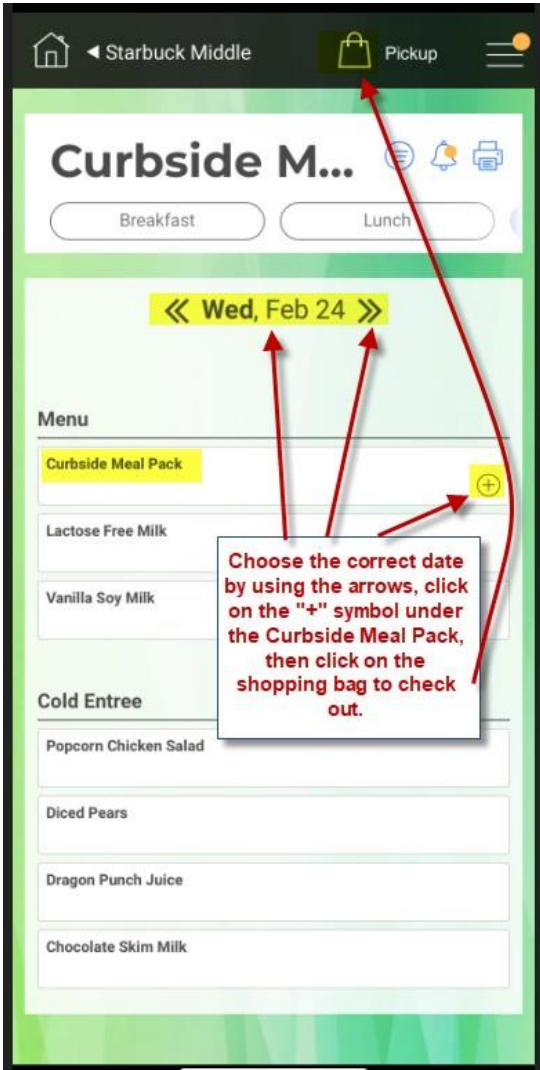 ◄ Starbuck Middle
Pickup
Curbside M...
Breakfast
Lunch
Wed, Feb 24
Menu
Curbside Meal Pack
Lactose Free Milk
Vanilla Soy Milk
Choose the correct date
by using the arrows, click
on the "+" symbol under
the Curbside Meal Pack,
then click on the
shopping bag to check
out.
Cold Entree
Popcorn Chicken Salad
Diced Pears
Dragon Punch Juice
Chocolate Skim Milk